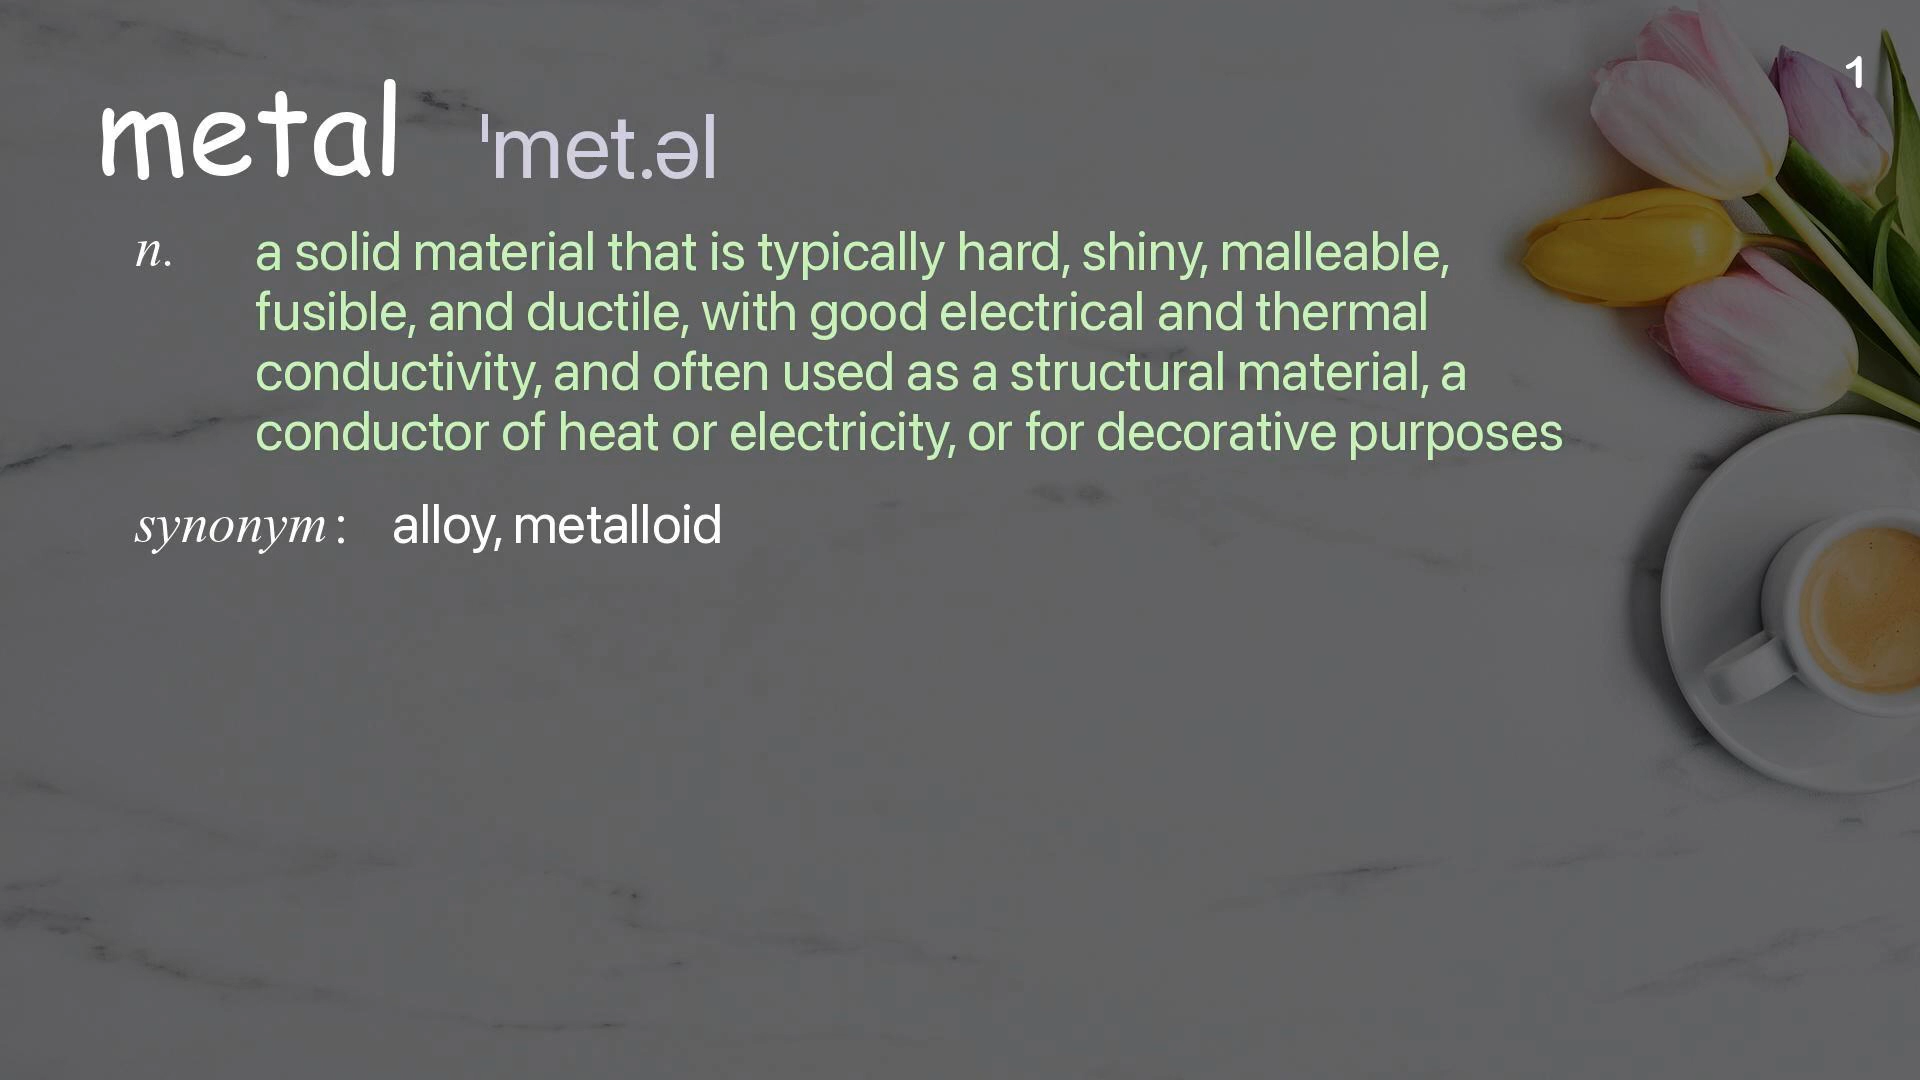 1
metal ˈmet.əl
n. a solid material that is typically hard, shiny, malleable,
fusible, and ductile, with good electrical and thermal
conductivity, and often used as a structural material, a
conductor of heat or electricity, or for decorative purposes
synonym: alloy, metalloid